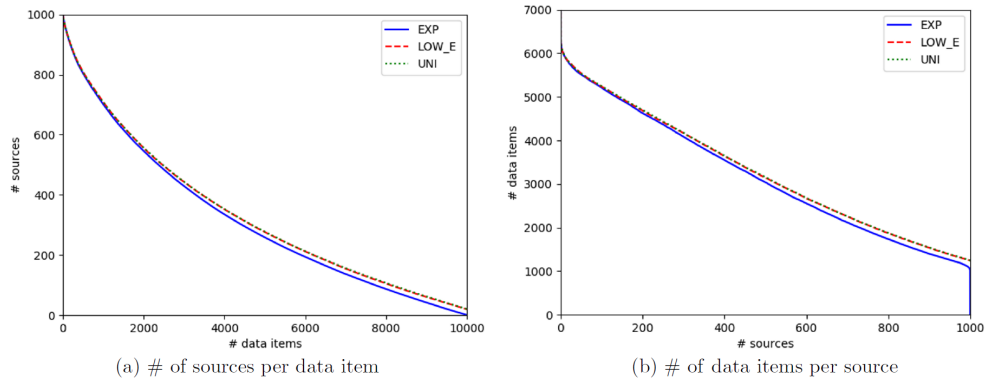 1000
800
600
400
200
0
# sources
EXP
LOW_E
UNI
0 2000 4000 6000 8000 10000
# data items
(a) # of sources per data item
7000
6000
5000
4000
3000
2000
1000
0
# data items
EXP
LOW_E
UNI
0 200 400 600 800 1000
# sources
(b) # of data items per source